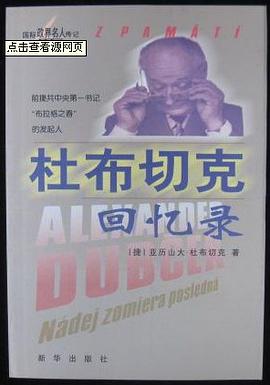 国际政界名人传记
Z PAMÄTI
点击查看源网页
前捷共中央第一书记
“布拉格之春”
的发起人
杜布切克
回忆录
ALEXANDER
DUBČEK
[捷] 亚历山大·杜布切克 著
Nádej zomiera posledná
新华出版社